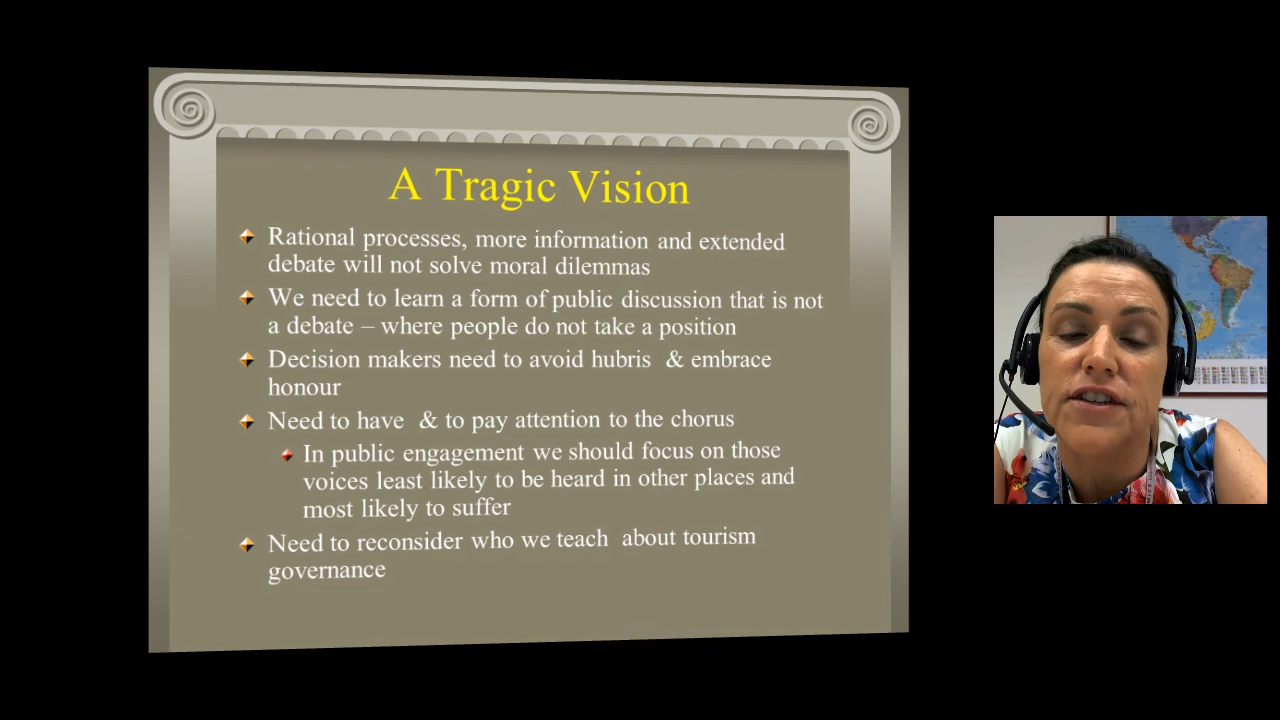 A Tragic Vision
Rational processes, more information and extended
debate will not solve moral dilemmas
We need to learn a form of public discussion that is not
a debate – where people do not take a position
Decision makers need to avoid hubris & embrace
honour
Need to have & to pay attention to the chorus
In public engagement we should focus on those
voices least likely to be heard in other places and
most likely to suffer
Need to reconsider who we teach about tourism
governance